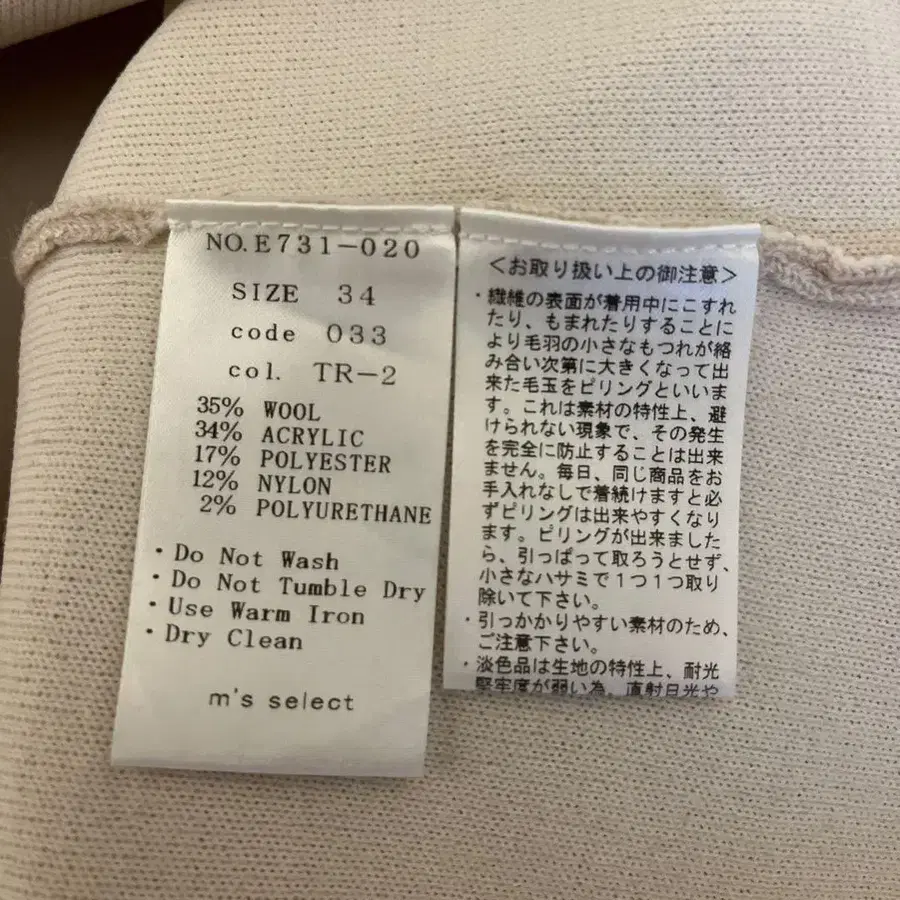 NO.E731-020
SIZE 34
code 033
col. TR-2
35% WOOL
34% ACRYLIC
17% POLYESTER
12% NYLON
2% POLYURETHANE
・Do Not Wash
・Do Not Tumble Dry
・Use Warm Iron
・Dry Clean
m's select
<お取り扱い上の御注意>
・繊維の表面が着用中にこすれ
たり、もまれたりすることに
より毛羽の小さなもつれが絡
み合い次第に大きくなって出
来た毛玉をピリングといいま
す。これは素材の特性上、避
けられない現象で、その発生
を完全に防止することは出来
ません。毎日、同じ商品をお
手入れなしで着続けますと必
ずピリングは出来やすくなり
ます。ピリングが出来ました
ら、引っぱって取ろうとせず、
小さなハサミで1つ1つ取り
除いて下さい。
・引っかかりやすい素材のため、
ご注意下さい。
・淡色品は生地の特性上、耐光
堅牢度が弱い為、直射日光や